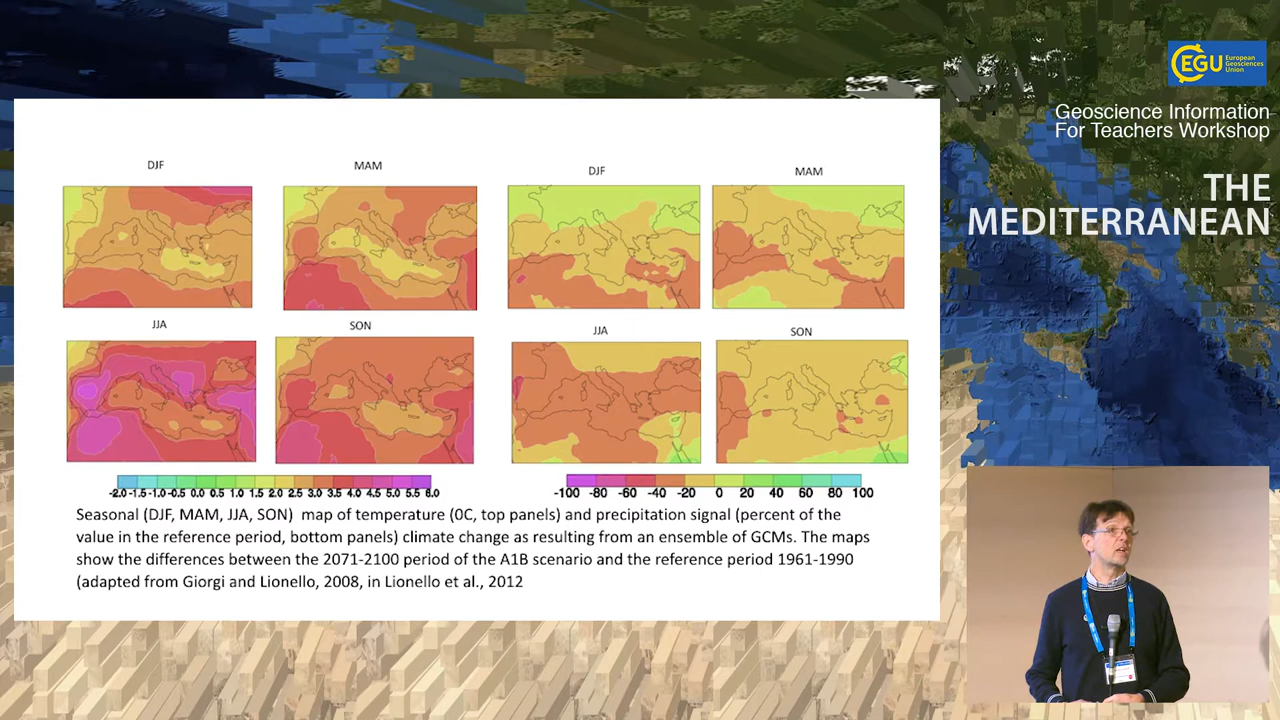 EGU European
Geosciences
Union
Geoscience Information
For Teachers Workshop
THE
MEDITERRANEAN
DJF
MAM
DJF
MAM
JJA
SON
JJA
SON
-2.0 -1.5 -1.0 -0.5 0.0 0.5 1.0 1.5 2.0 2.5 3.0 3.5 4.0 4.5 5.0 5.5 6.0
-100 -80 -60 -40 -20 0 20 40 60 80 100
Seasonal (DJF, MAM, JJA, SON) map of temperature (0C, top panels) and precipitation signal (percent of the
value in the reference period, bottom panels) climate change as resulting from an ensemble of GCMs. The maps
show the differences between the 2071-2100 period of the A1B scenario and the reference period 1961-1990
(adapted from Giorgi and Lionello, 2008, in Lionello et al., 2012